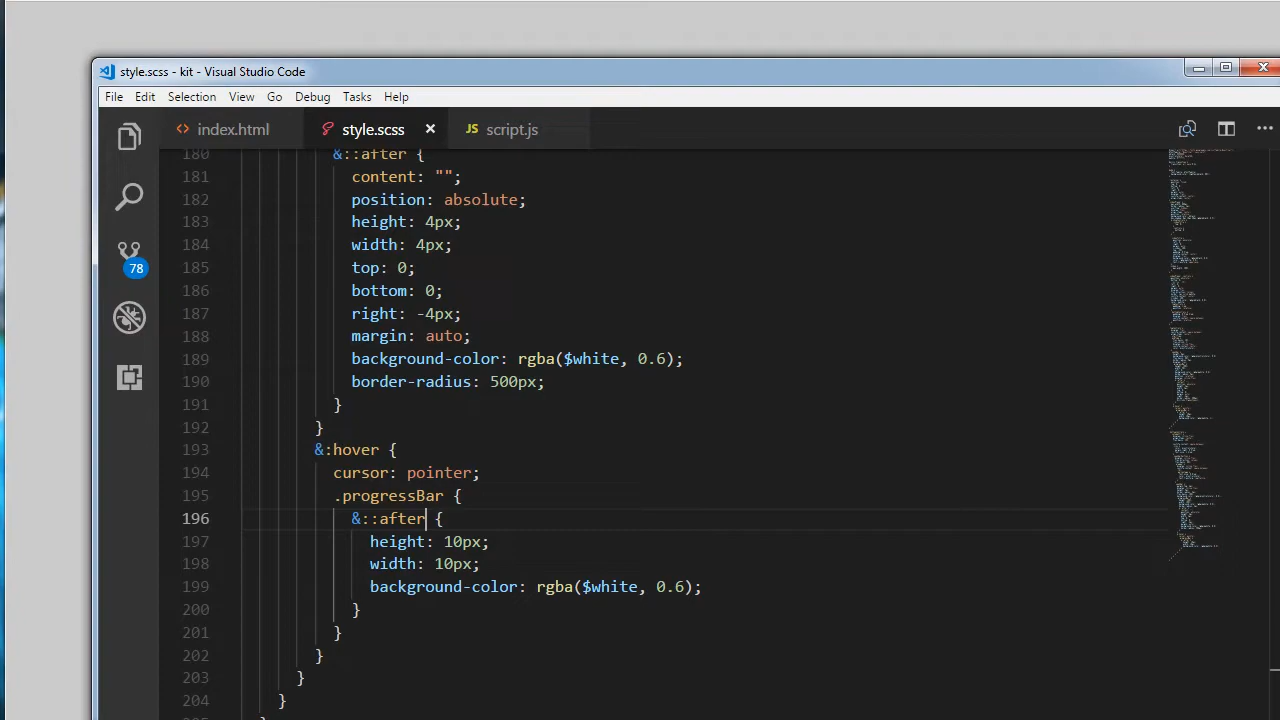 style.scss - kit - Visual Studio Code
File Edit Selection View Go Debug Tasks Help
<> index.html style.scss × JS script.js ···
78
180 &::after {
181 content: "";
182 position: absolute;
183 height: 4px;
184 width: 4px;
185 top: 0;
186 bottom: 0;
187 right: -4px;
188 margin: auto;
189 background-color: rgba($white, 0.6);
190 border-radius: 500px;
191 }
192 }
193 &:hover {
194 cursor: pointer;
195 .progressBar {
196 &::after {
197 height: 10px;
198 width: 10px;
199 background-color: rgba($white, 0.6);
200 }
201 }
202 }
203 }
204 }